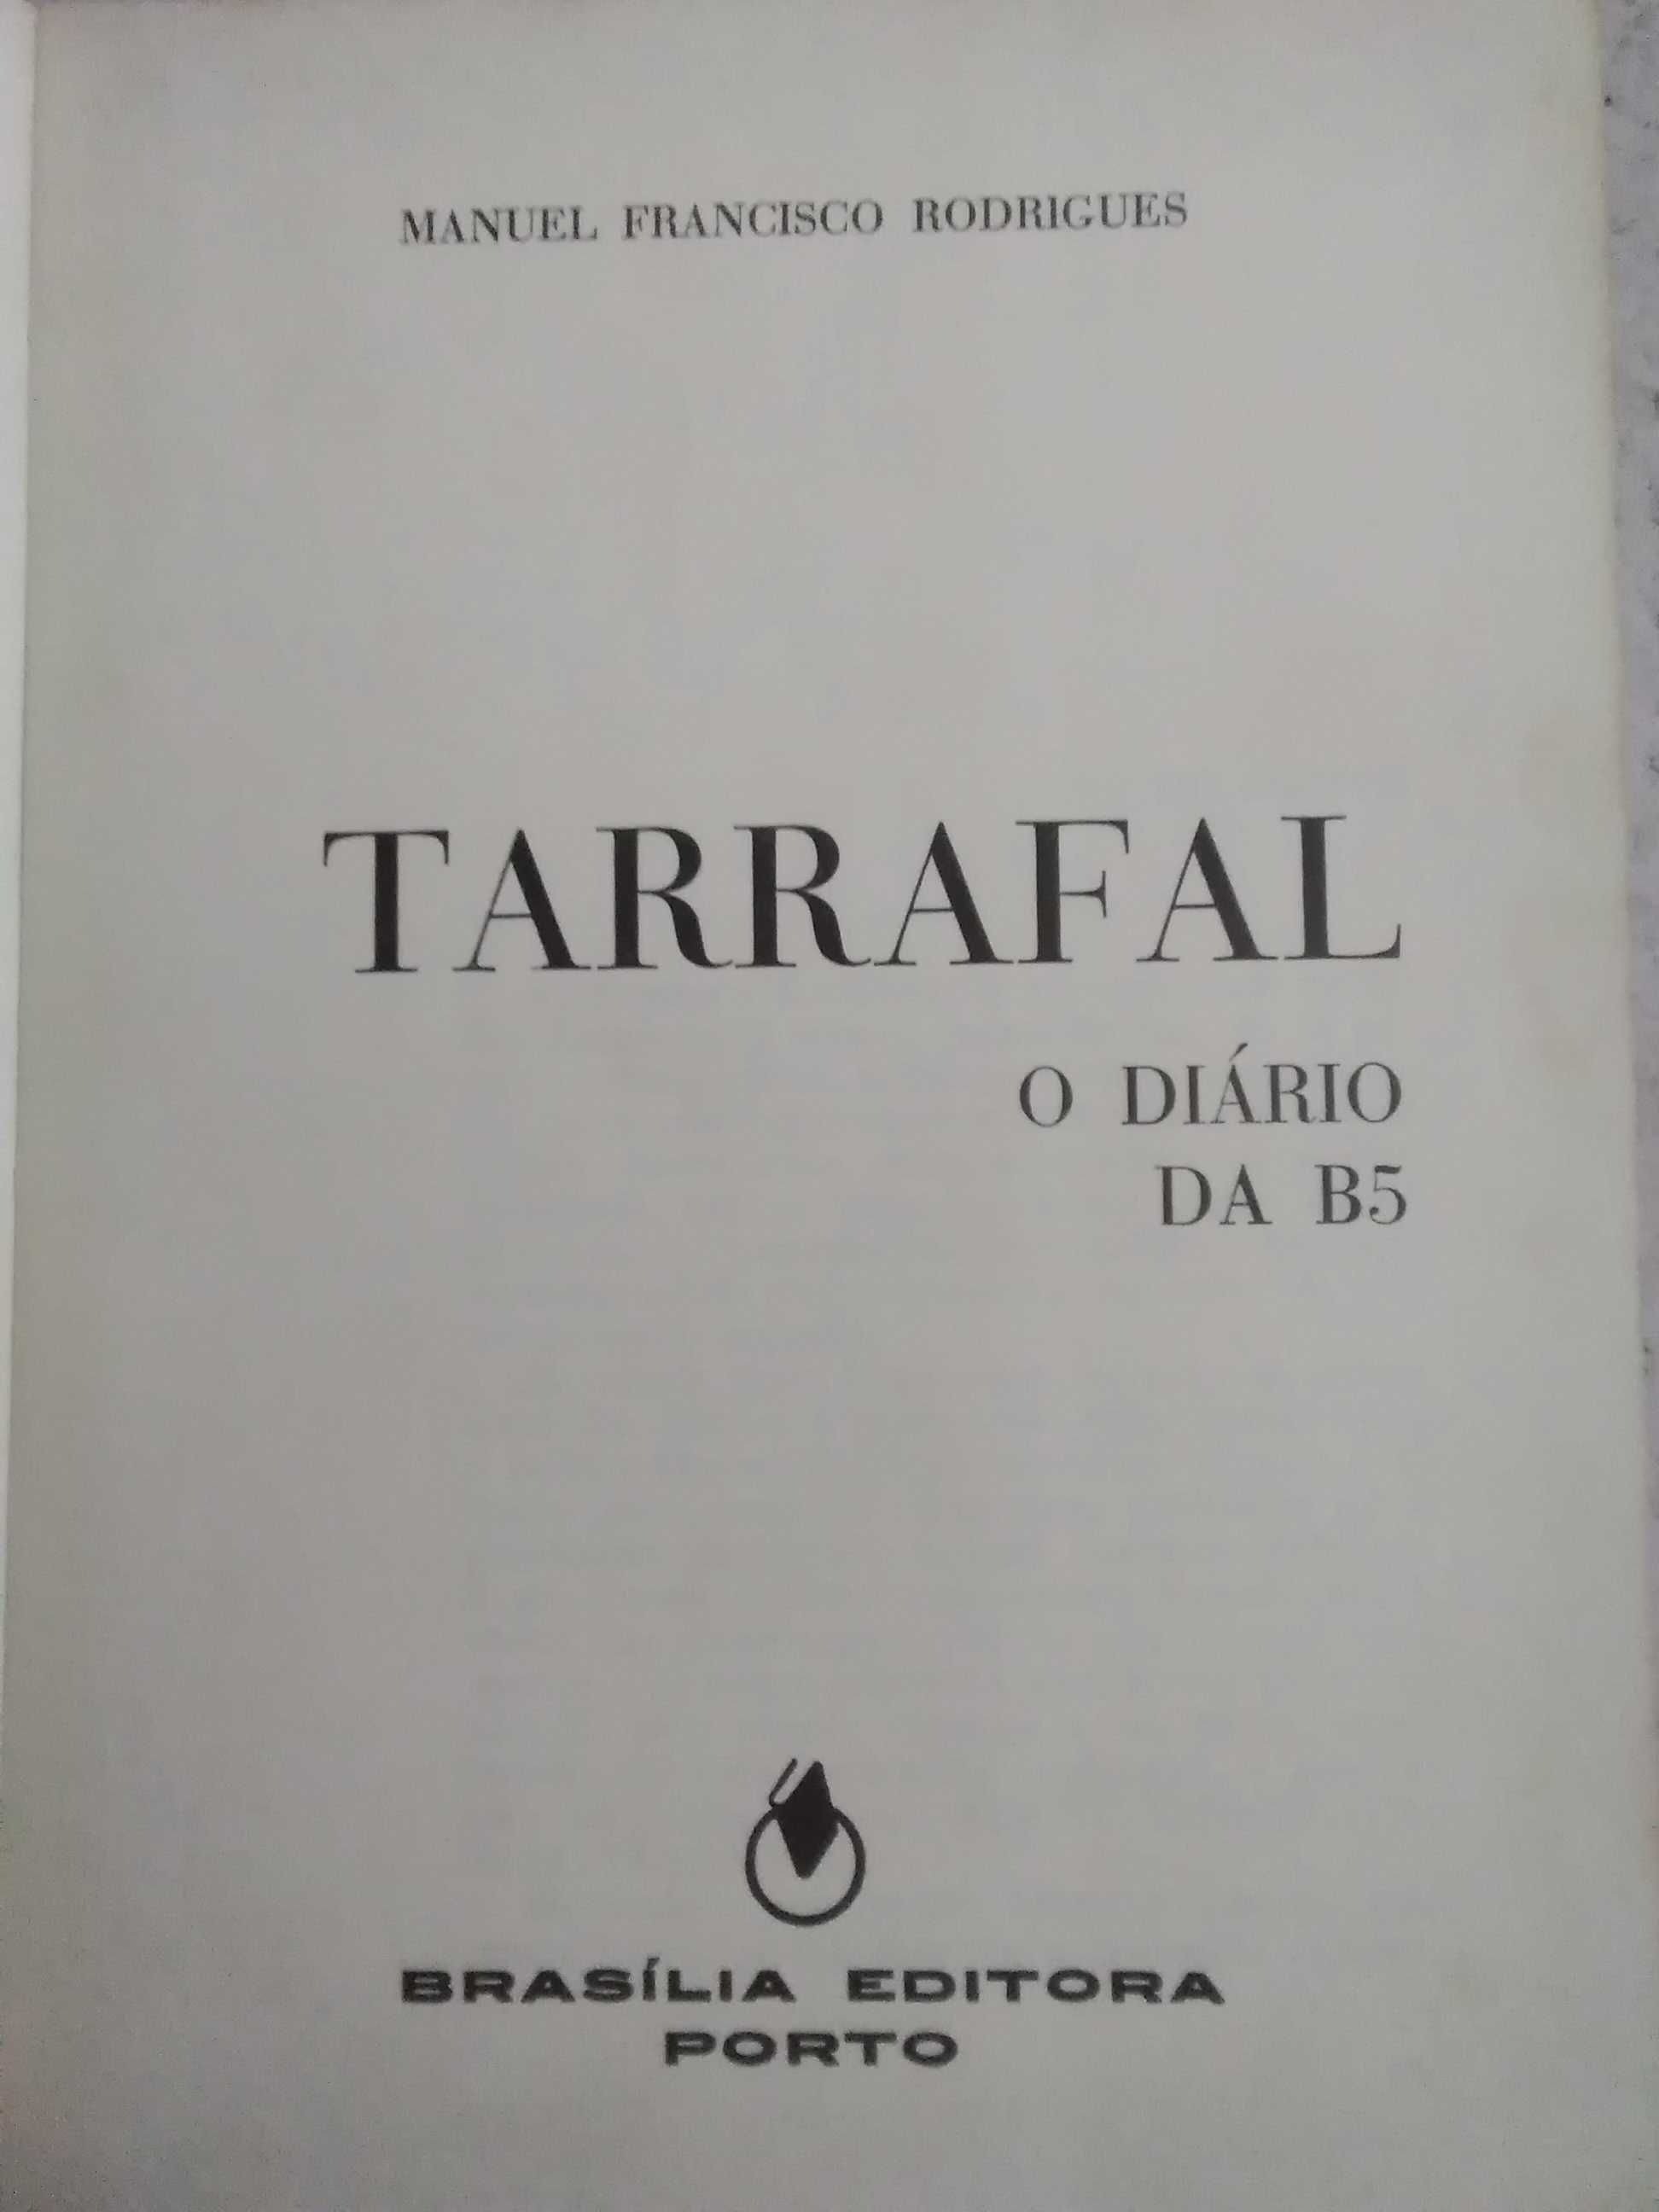 MANUEL FRANCISCO RODRIGUES
TARRAFAL
O DIÁRIO
DA B5
BRASÍLIA EDITORA
PORTO